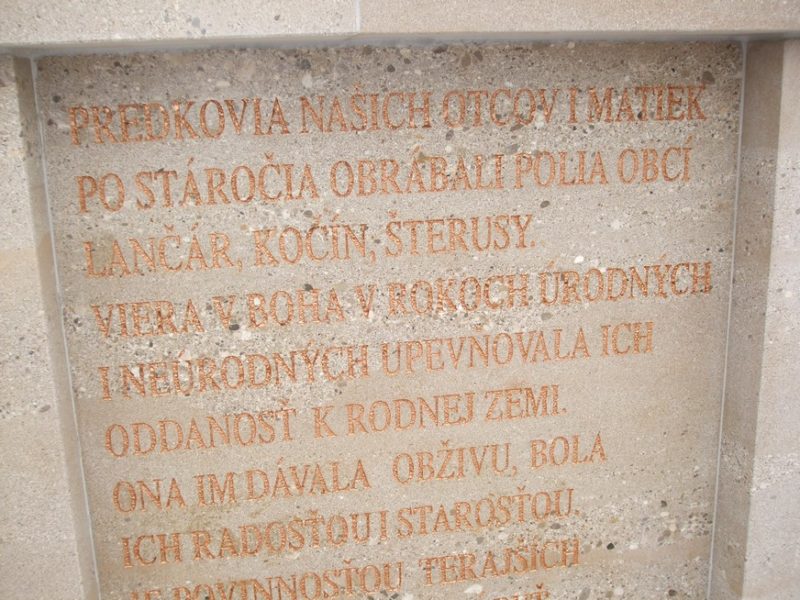 PREDKOVIA NAŠICH OTCOV I MATIEK
PO STÁROČIA OBRÁBALI POLIA OBCÍ
LANČÁR, KOČÍN, ŠTERUSY.
VIERA V BOHA V ROKOCH ÚRODNÝCH
I NEÚRODNÝCH UPEVNOVALA ICH
ODDANOSŤ K RODNEJ ZEMI.
ONA IM DÁVALA OBŽIVU, BOLA
ICH RADOSŤOU I STAROSŤOU.
JE POVINNOSŤOU TERAJŠÍCH